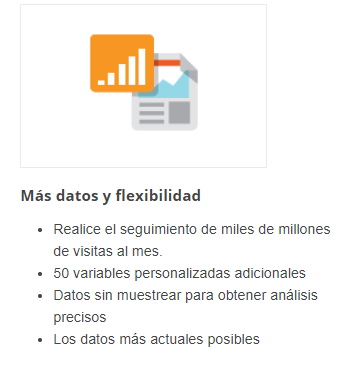 Más datos y flexibilidad
Realice el seguimiento de miles de millones
de visitas al mes.
50 variables personalizadas adicionales
Datos sin muestrear para obtener análisis
precisos
Los datos más actuales posibles